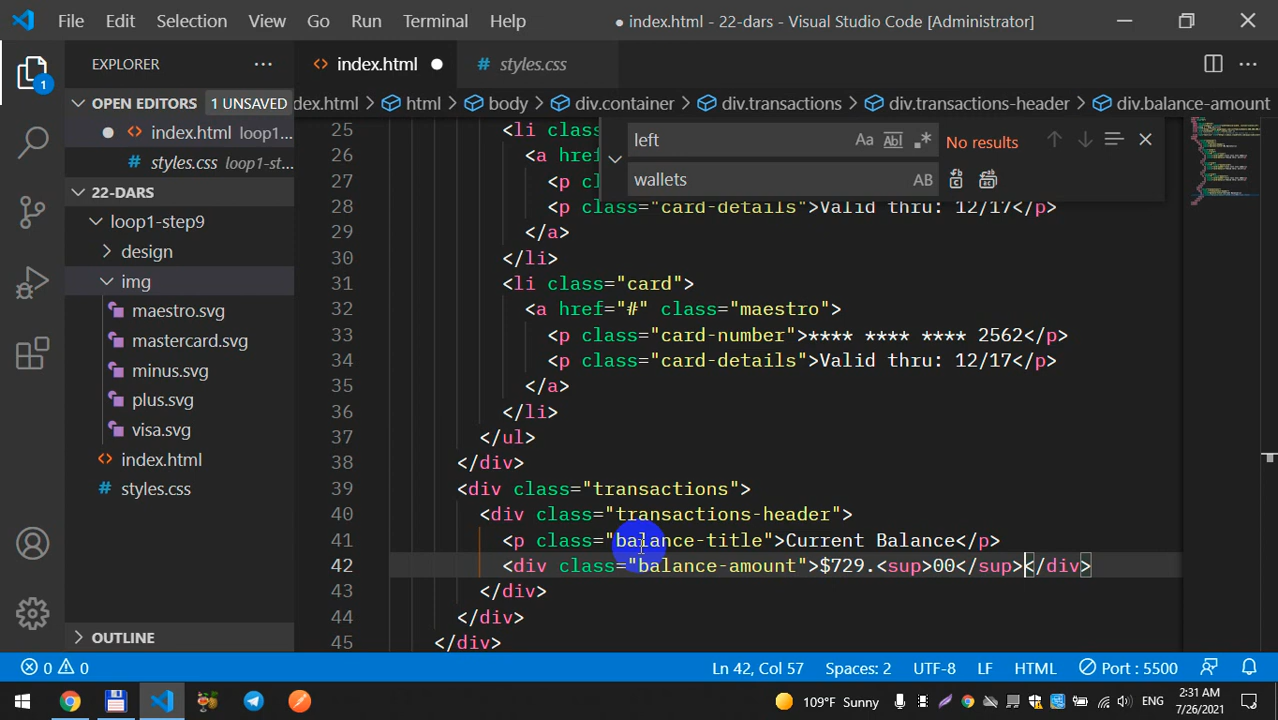 File Edit Selection View Go Run Terminal Help ● index.html - 22-dars - Visual Studio Code [Administrator]
EXPLORER ··· <> index.html ● # styles.css ···
OPEN EDITORS 1 UNSAVED dex.html > html > body > div.container > div.transactions > div.transactions-header > div.balance-amount
● <> index.html loop1...
# styles.css loop1-st...
22-DARS
loop1-step9
design
img
maestro.svg
mastercard.svg
minus.svg
plus.svg
visa.svg
<> index.html
# styles.css
OUTLINE
1
left Aa Abl .* No results
wallets AB
25 <li class
26 <a href
27 <p cl
28 <p class="card-details">Valid thru: 12/17</p>
29 </a>
30 </li>
31 <li class="card">
32 <a href="#" class="maestro">
33 <p class="card-number">**** **** **** 2562</p>
34 <p class="card-details">Valid thru: 12/17</p>
35 </a>
36 </li>
37 </ul>
38 </div>
39 <div class="transactions">
40 <div class="transactions-header">
41 <p class="balance-title">Current Balance</p>
42 <div class="balance-amount">$729.<sup>00</sup></div>
43 </div>
44 </div>
45 </div>
0 0 Ln 42, Col 57 Spaces: 2 UTF-8 LF HTML Port : 5500
109°F Sunny ENG 2:31 AM
7/26/2021